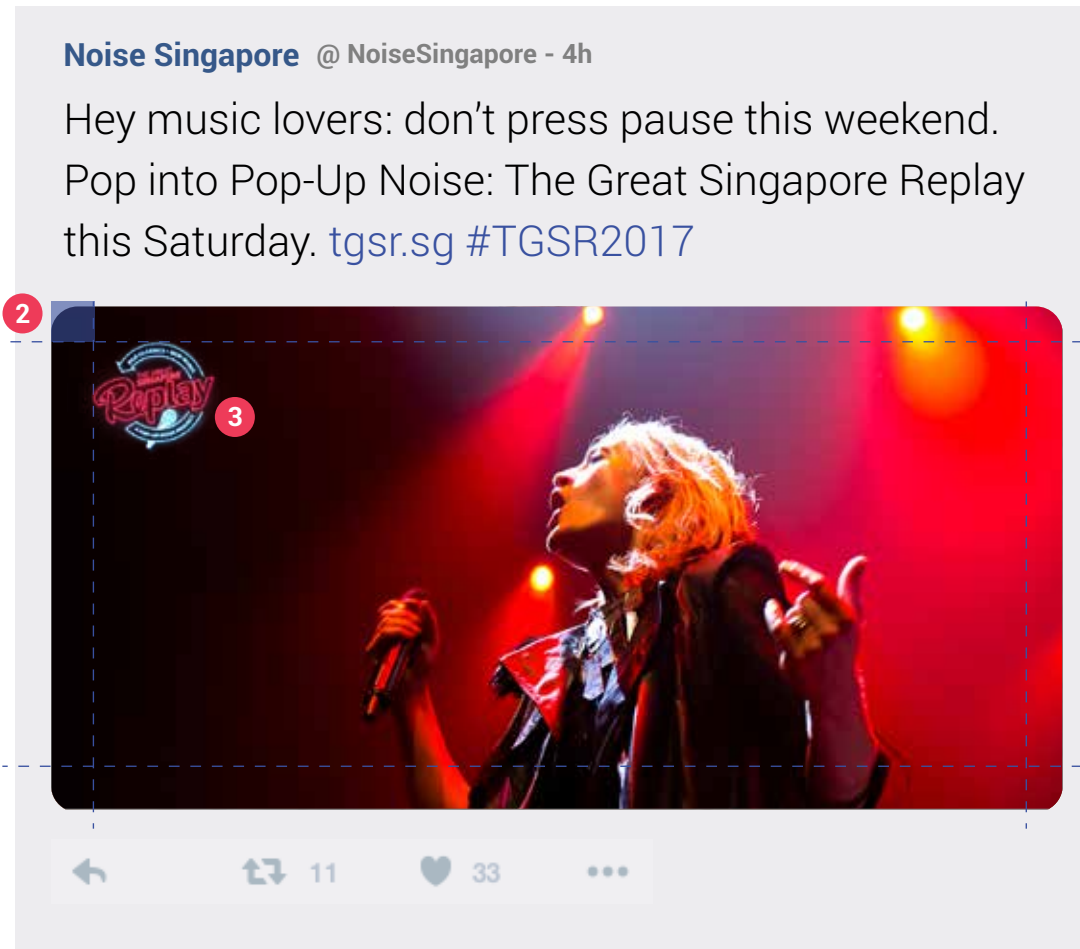 Noise Singapore @ NoiseSingapore - 4h
Hey music lovers: don't press pause this weekend.
Pop into Pop-Up Noise: The Great Singapore Replay
this Saturday. tgsr.sg #TGSR2017
2
Replay
3
11 33